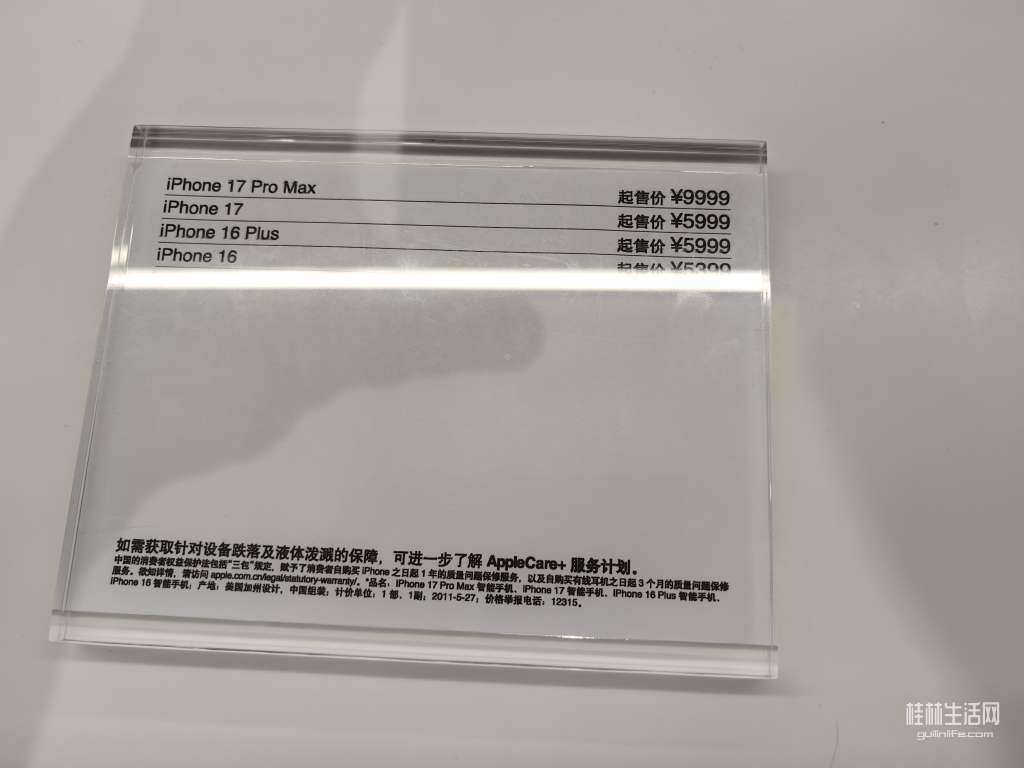 iPhone 17 Pro Max 起售价 ¥9999
iPhone 17 起售价 ¥5999
iPhone 16 Plus 起售价 ¥5999
iPhone 16 起售价 ¥5399
如需获取针对设备跌落及液体泼溅的保障，可进一步了解 AppleCare+ 服务计划。
中国的消费者权益保护法包括“三包”规定，赋予了消费者自购买 iPhone 之日起 1 年的质量问题保修服务，以及自购买有线耳机之日起 3 个月的质量问题保修
服务。欲知详情，请访问 apple.com.cn/legal/statutory-warranty/。*品名：iPhone 17 Pro Max 智能手机、iPhone 17 智能手机、iPhone 16 Plus 智能手机、
iPhone 16 智能手机；产地：美国加州设计，中国组装；计价单位：1 部、1副；2011-5-27；价格举报电话：12315。
桂林生活网
guilinlife.com